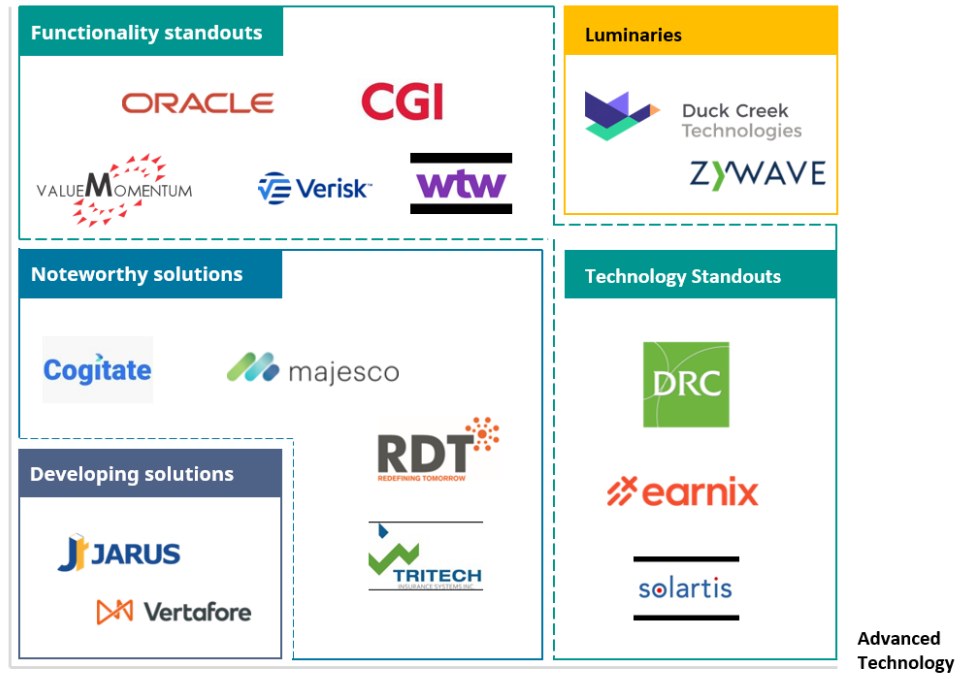 Functionality standouts
ORACLE
CGI
VALUEMOMENTUM
Verisk™
wtw
Luminaries
Duck Creek
Technologies
ZYWAVE
Noteworthy solutions
Cogitate
majesco
RDT
REDEFINING TOMORROW
TRITECH
INSURANCE SYSTEMS INC
Developing solutions
JARUS
Vertafore
Technology Standouts
DRC
earnix
solartis
Advanced
Technology